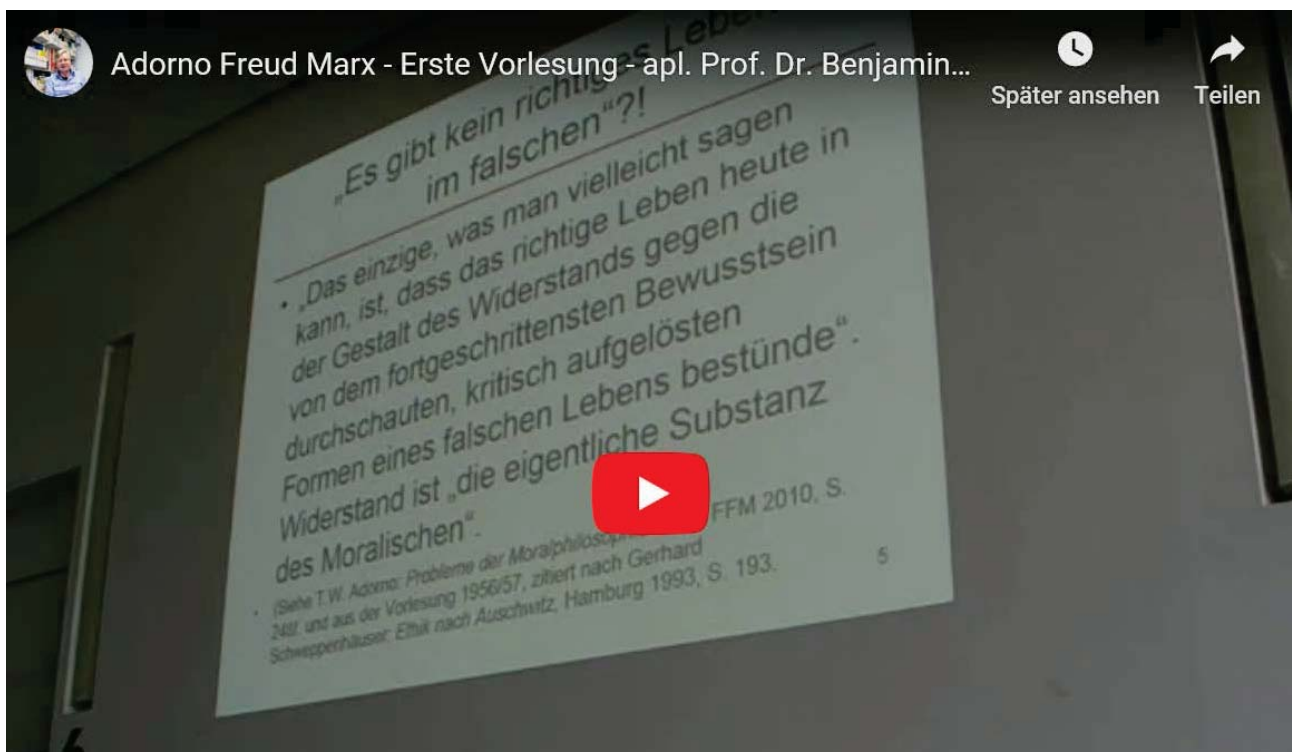 Adorno Freud Marx - Erste Vorlesung - apl. Prof. Dr. Benjamin...
Später ansehen
Teilen
„Es gibt kein richtiges Leben
im falschen“?!
• „Das einzige, was man vielleicht sagen
kann, ist, dass das richtige Leben heute in
der Gestalt des Widerstands gegen die
von dem fortgeschrittensten Bewusstsein
durchschauten, kritisch aufgelösten
Formen eines falschen Lebens bestünde“.
Widerstand ist „die eigentliche Substanz
des Moralischen“.
• (Siehe T.W. Adorno: Probleme der Moralphilosophie FFM 2010, S.
248f. und aus der Vorlesung 1956/57, zitiert nach Gerhard
Schweppenhäuser: Ethik nach Auschwitz, Hamburg 1993, S. 193.
5